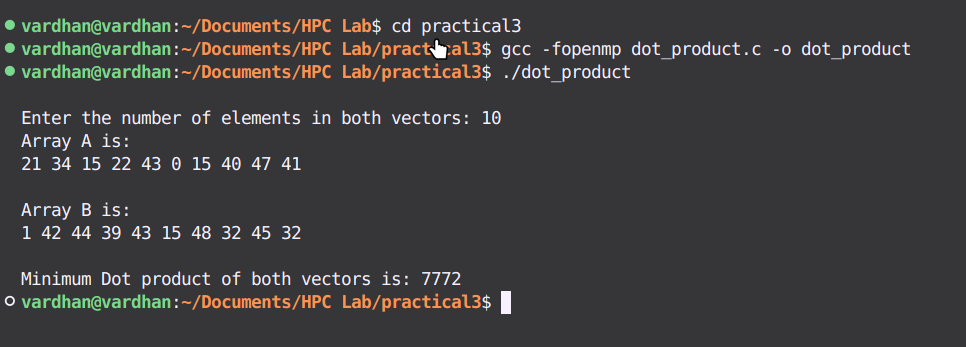 vardhan@vardhan:~/Documents/HPC Lab$ cd practical3
vardhan@vardhan:~/Documents/HPC Lab/practical3$ gcc -fopenmp dot_product.c -o dot_product
vardhan@vardhan:~/Documents/HPC Lab/practical3$ ./dot_product
Enter the number of elements in both vectors: 10
Array A is:
21 34 15 22 43 0 15 40 47 41
Array B is:
1 42 44 39 43 15 48 32 45 32
Minimum Dot product of both vectors is: 7772
vardhan@vardhan:~/Documents/HPC Lab/practical3$